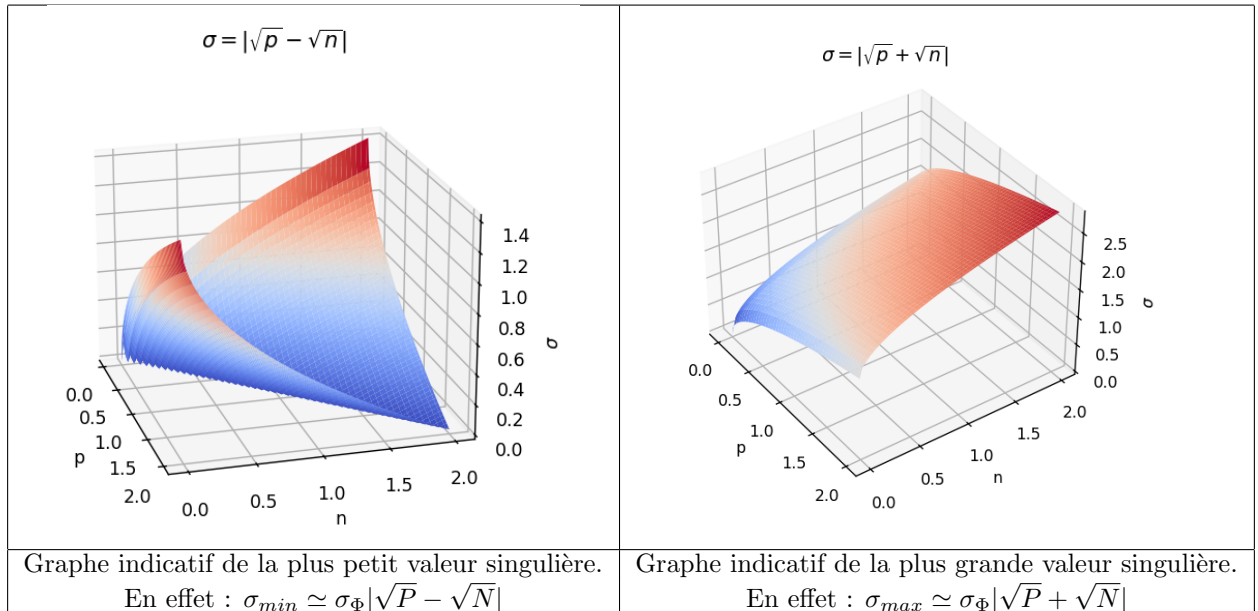 σ = |√p − √n|
1.4
1.2
1.0
0.8
0.6
0.4
0.2
0.0
σ
0.0
0.5
1.0
1.5
2.0
p
0.0
0.5
1.0
1.5
2.0
n
Graphe indicatif de la plus petit valeur singulière.
En effet : σ_min ≃ σ_Φ|√P − √N|
σ = |√p + √n|
2.5
2.0
1.5
1.0
0.5
0.0
σ
0.0
0.5
1.0
1.5
2.0
p
0.0
0.5
1.0
1.5
2.0
n
Graphe indicatif de la plus grande valeur singulière.
En effet : σ_max ≃ σ_Φ|√P + √N|